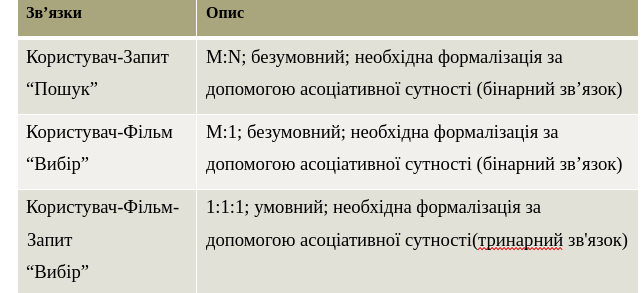 Зв’язки
Опис
Користувач-Запит
“Пошук”
M:N; безумовний; необхідна формалізація за
допомогою асоціативної сутності (бінарний зв’язок)
Користувач-Фільм
“Вибір”
M:1; безумовний; необхідна формалізація за
допомогою асоціативної сутності (бінарний зв’язок)
Користувач-Фільм-
Запит
“Вибір”
1:1:1; умовний; необхідна формалізація за
допомогою асоціативної сутності(тринарний зв'язок)